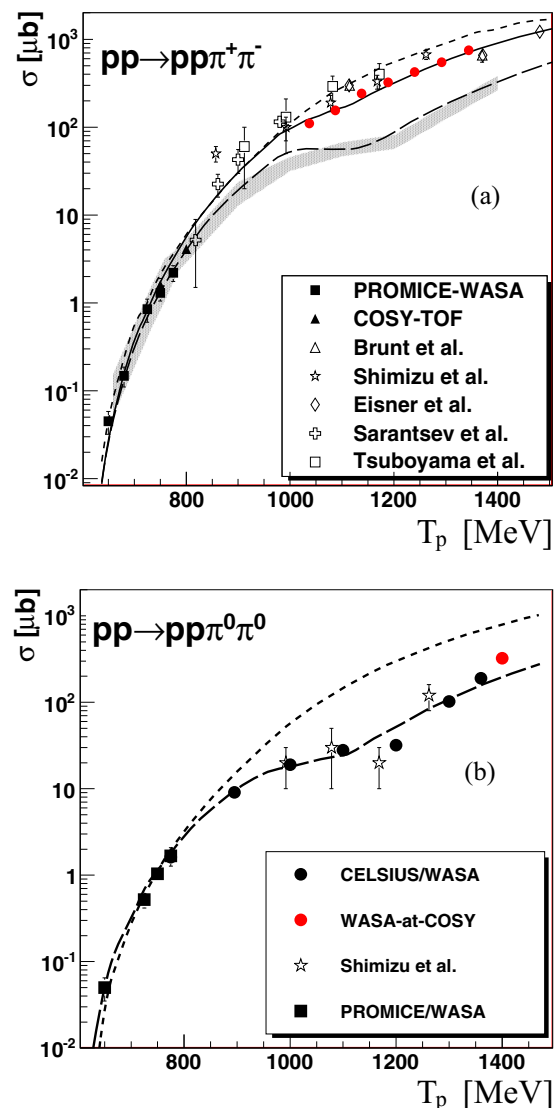 σ [μb]
pp→ppπ⁺π⁻
10³
10²
10
1
10⁻¹
10⁻²
(a)
PROMICE-WASA
COSY-TOF
Brunt et al.
Shimizu et al.
Eisner et al.
Sarantsev et al.
Tsuboyama et al.
800 1000 1200 1400
Tₚ [MeV]
σ [μb]
pp→ppπ⁰π⁰
10³
10²
10
1
10⁻¹
10⁻²
(b)
CELSIUS/WASA
WASA-at-COSY
Shimizu et al.
PROMICE/WASA
800 1000 1200 1400
Tₚ [MeV]